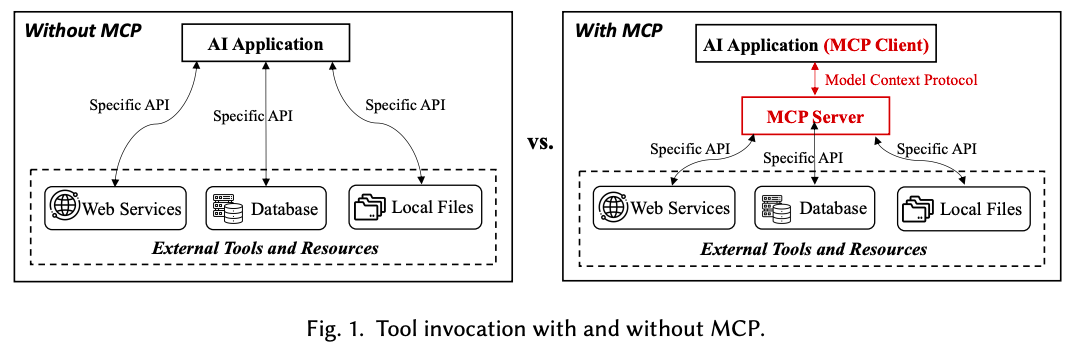 Without MCP
AI Application
Specific API
Specific API
Specific API
Web Services
Database
Local Files
External Tools and Resources
vs.
With MCP
AI Application (MCP Client)
Model Context Protocol
MCP Server
Specific API
Specific API
Specific API
Web Services
Database
Local Files
External Tools and Resources
Fig. 1. Tool invocation with and without MCP.